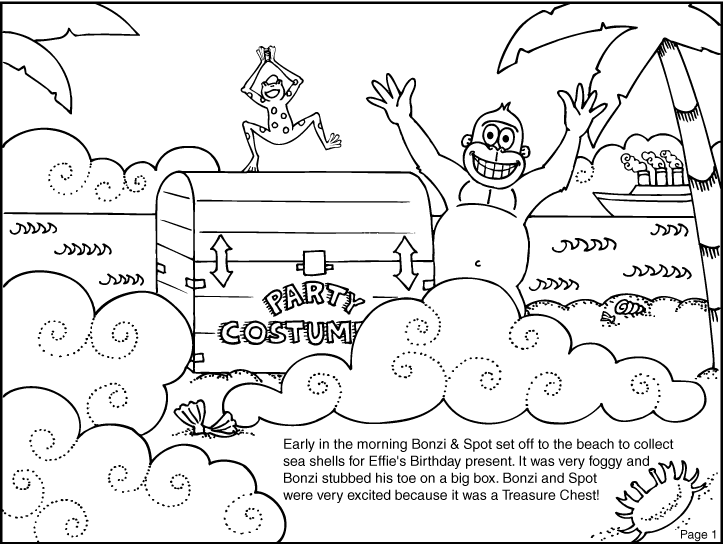 PARTY
COSTUM
Early in the morning Bonzi & Spot set off to the beach to collect
sea shells for Effie's Birthday present. It was very foggy and
Bonzi stubbed his toe on a big box. Bonzi and Spot
were very excited because it was a Treasure Chest!
Page 1